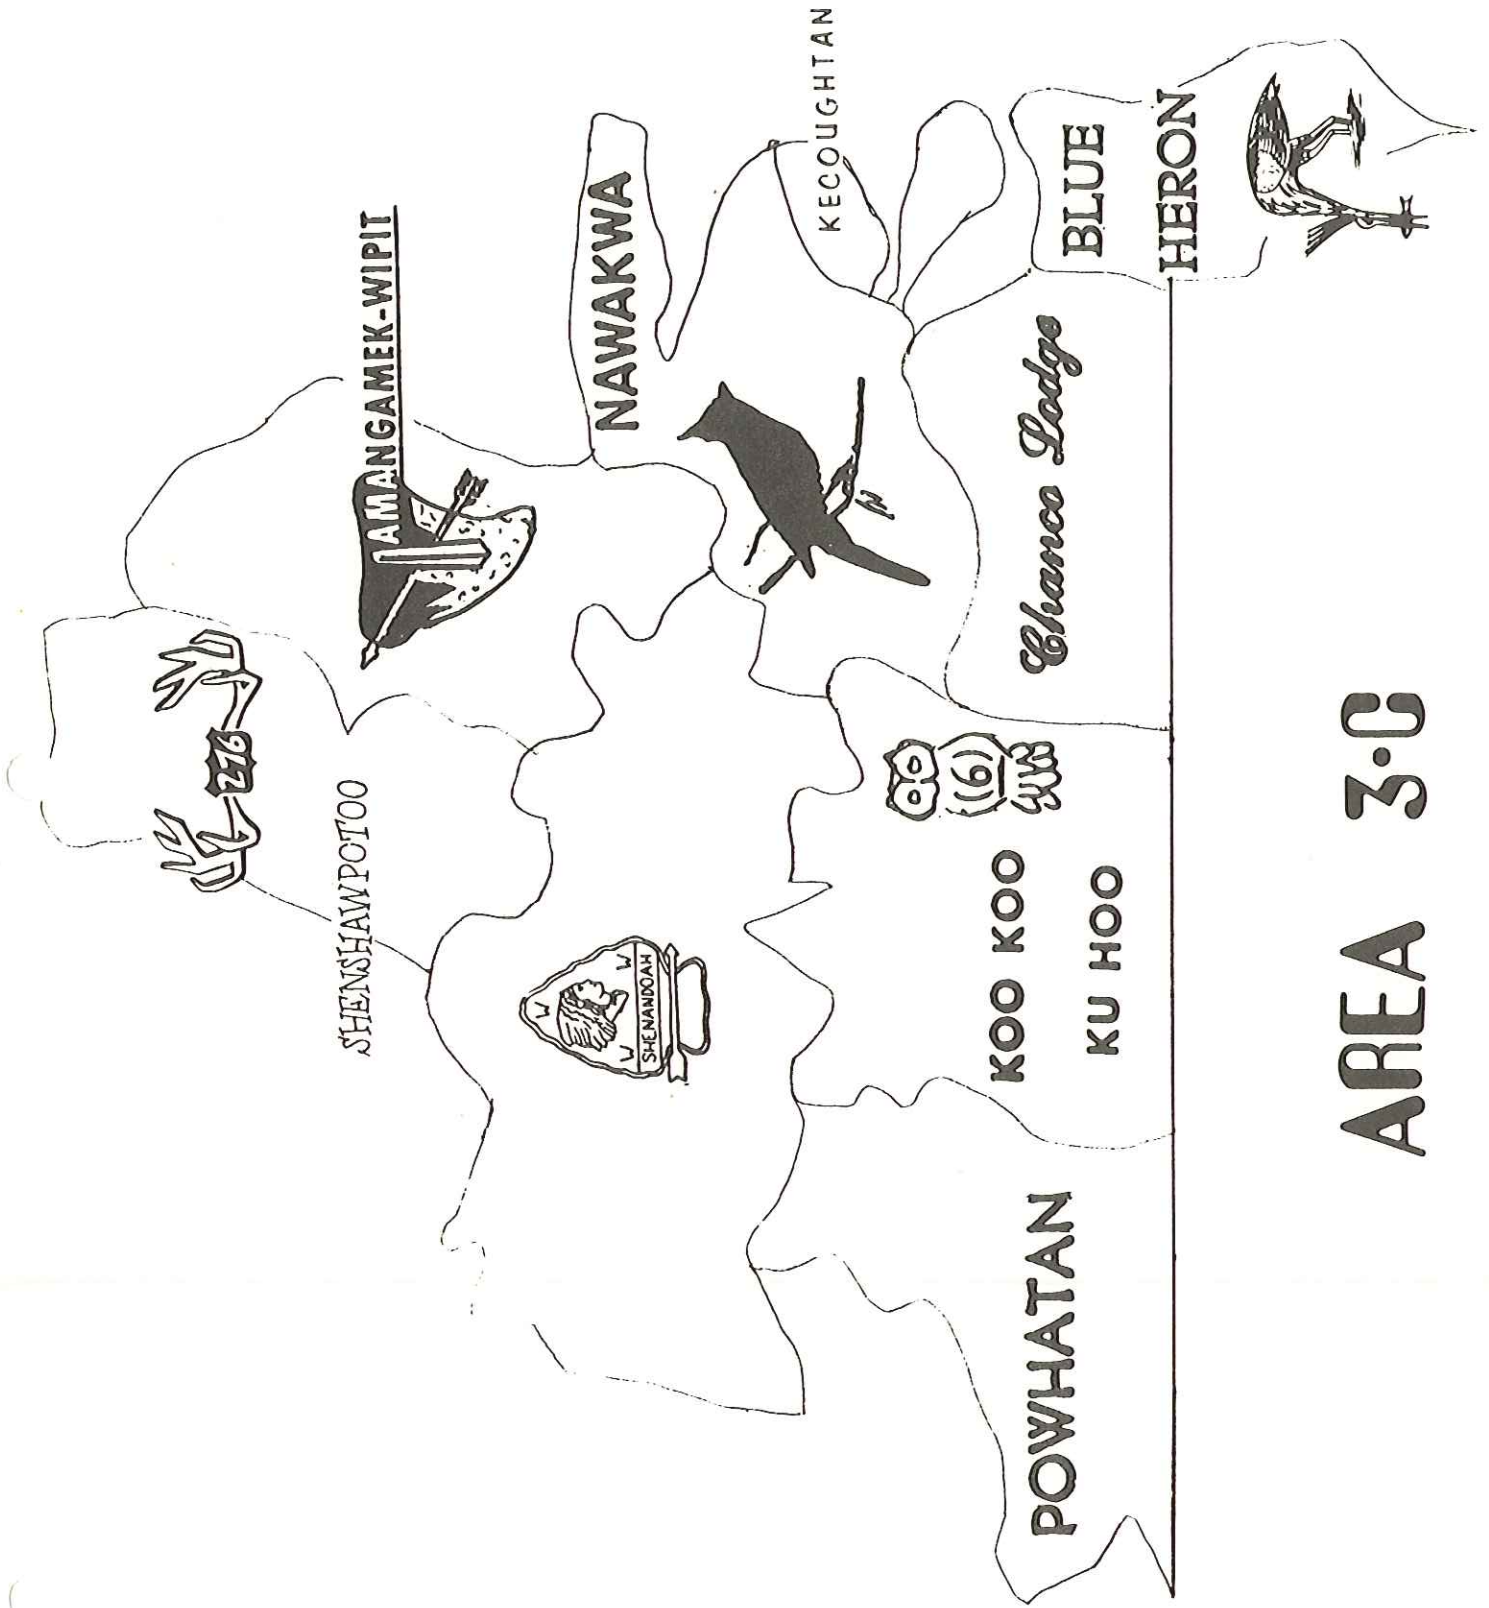 276
SHENSHAWPOTOO
AMANGAMEK-WIPIT
W
W W
SHENANDOAH
NAWAKWA
KECOUGHTAN
(6)
KOO KOO
KU HOO
Chanco Lodge
POWHATAN
BLUE
HERON
AREA 3·C